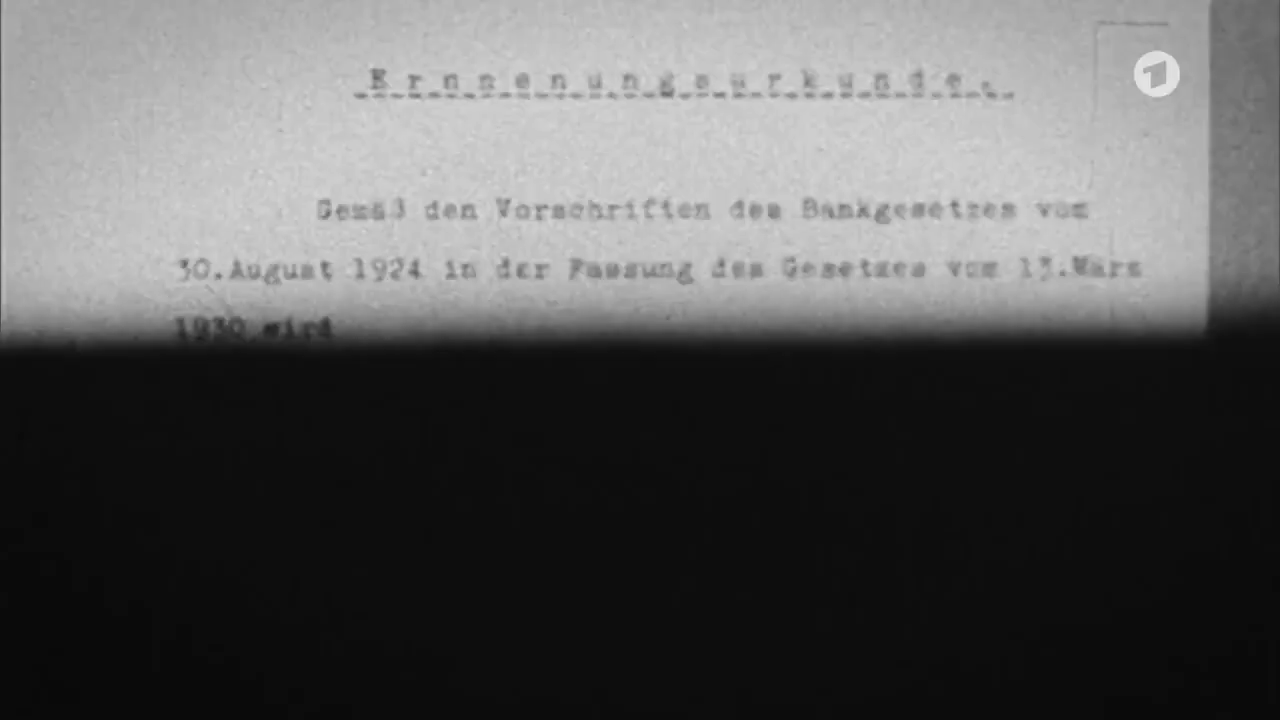 Ernennungsurkunde.
Gemäß den Vorschriften des Bankgesetzes vom
30.August 1924 in der Fassung des Gesetzes vom 13.März
1930 wird